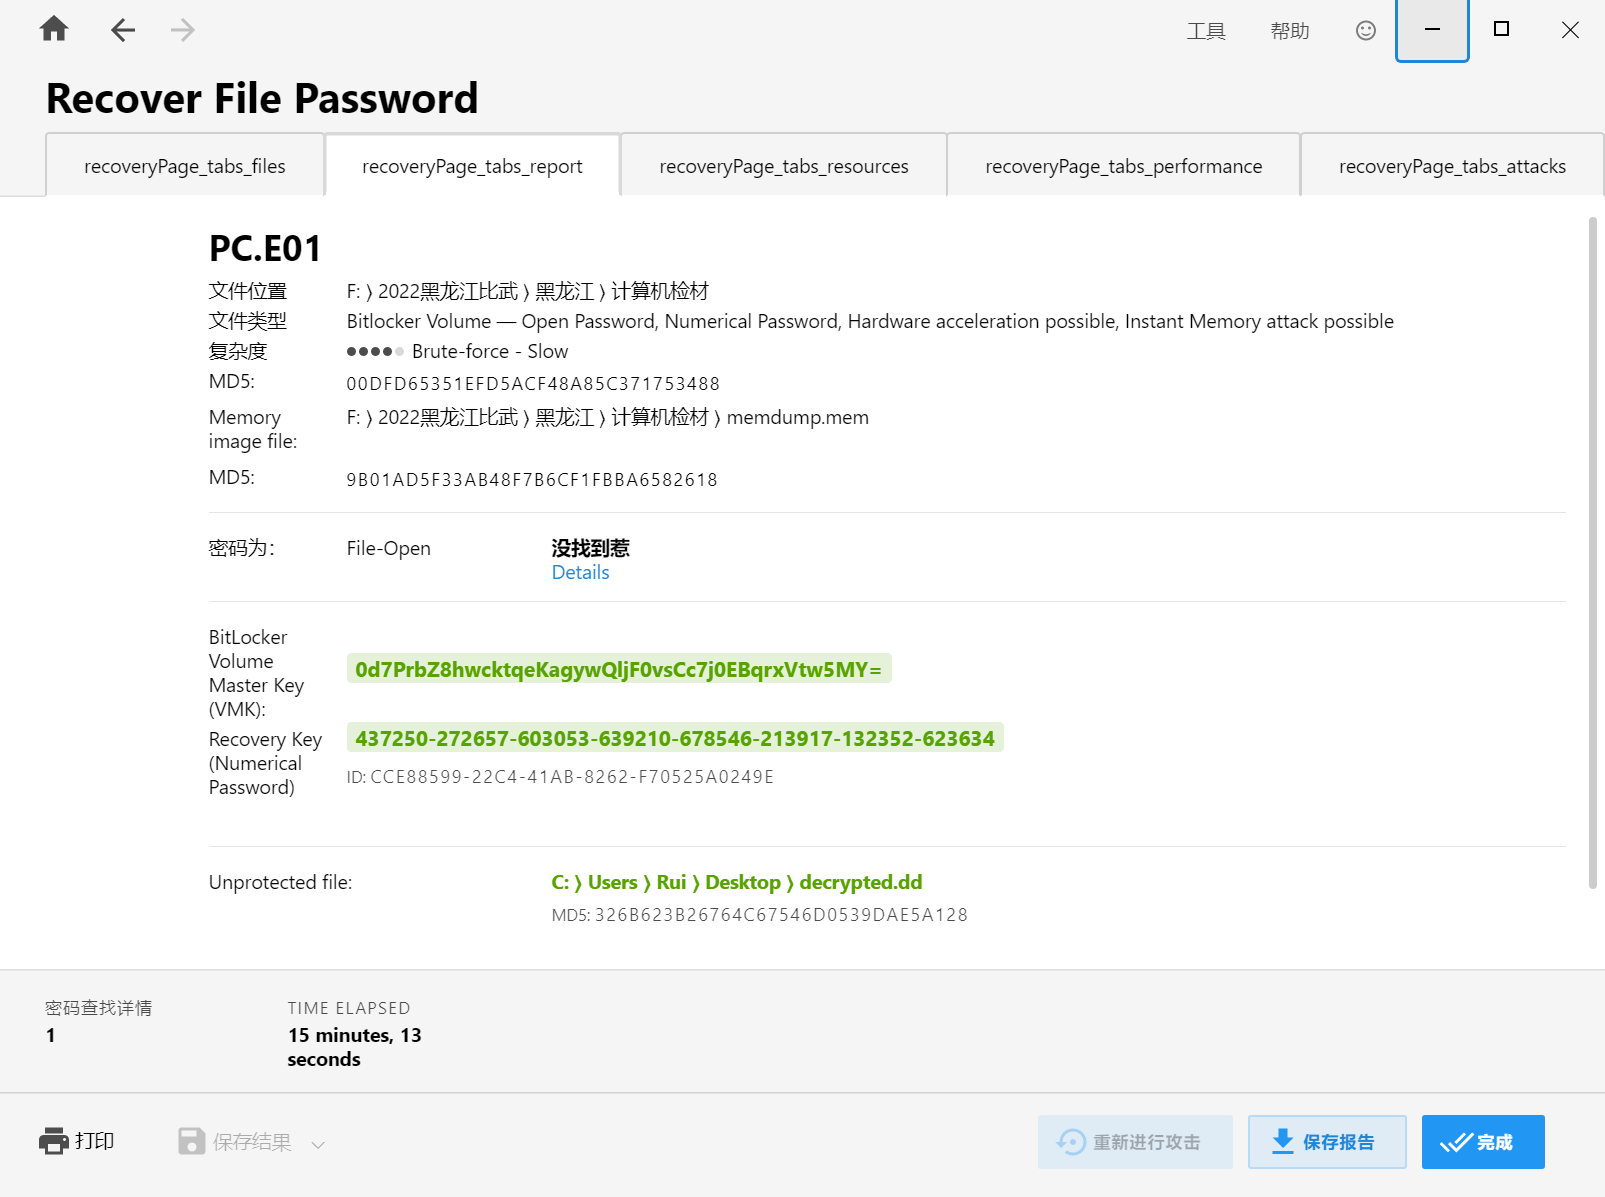 工具 帮助
Recover File Password
recoveryPage_tabs_files recoveryPage_tabs_report recoveryPage_tabs_resources recoveryPage_tabs_performance recoveryPage_tabs_attacks
PC.E01
文件位置 F: ⟩ 2022黑龙江比武 ⟩ 黑龙江 ⟩ 计算机检材
文件类型 Bitlocker Volume — Open Password, Numerical Password, Hardware acceleration possible, Instant Memory attack possible
复杂度 Brute-force - Slow
MD5: 00DFD65351EFD5ACF48A85C371753488
Memory image file: F: ⟩ 2022黑龙江比武 ⟩ 黑龙江 ⟩ 计算机检材 ⟩ memdump.mem
MD5: 9B01AD5F33AB48F7B6CF1FBBA6582618
密码为: File-Open 没找到惹
Details
BitLocker
Volume
Master Key
(VMK):
0d7PrbZ8hwcktqeKagywQljF0vsCc7j0EBqrxVtw5MY=
Recovery Key
(Numerical
Password)
437250-272657-603053-639210-678546-213917-132352-623634
ID: CCE88599-22C4-41AB-8262-F70525A0249E
Unprotected file: C: ⟩ Users ⟩ Rui ⟩ Desktop ⟩ decrypted.dd
MD5: 326B623B26764C67546D0539DAE5A128
密码查找详情
1
TIME ELAPSED
15 minutes, 13
seconds
打印 保存结果 重新进行攻击 保存报告 完成